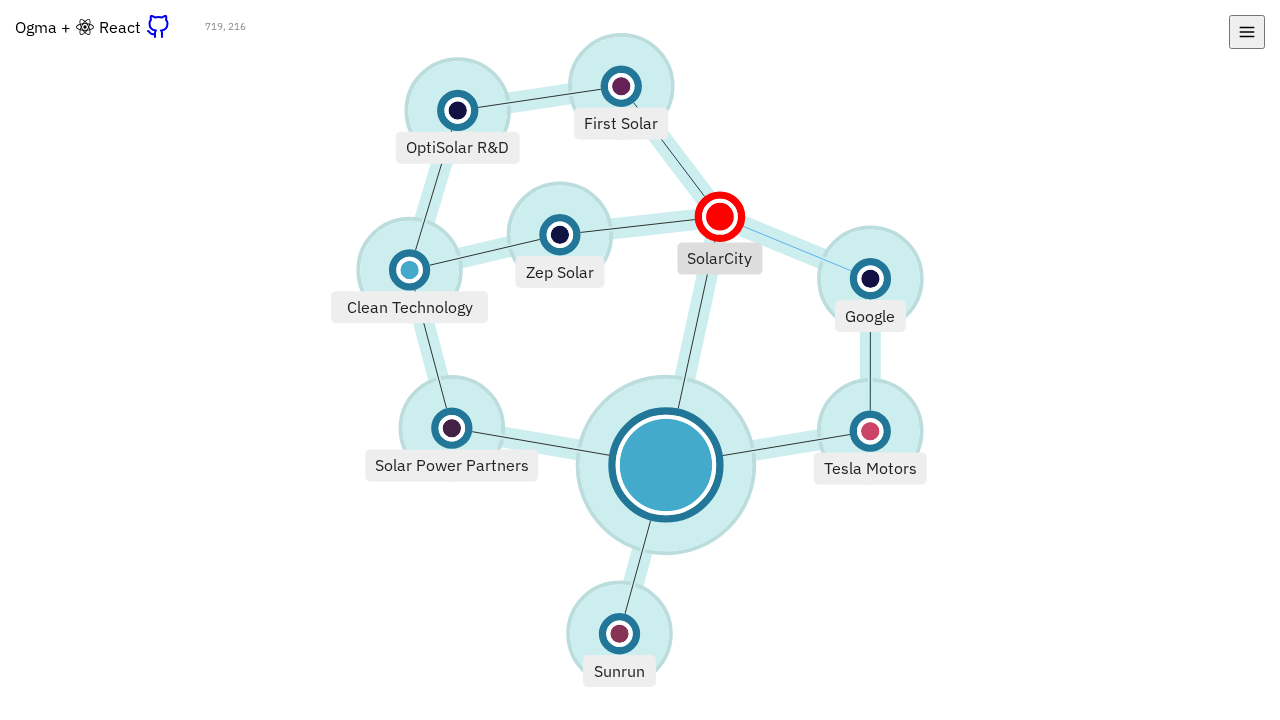 Ogma + React
719, 216
First Solar
OptiSolar R&D
SolarCity
Zep Solar
Clean Technology
Google
Solar Power Partners
Tesla Motors
Sunrun